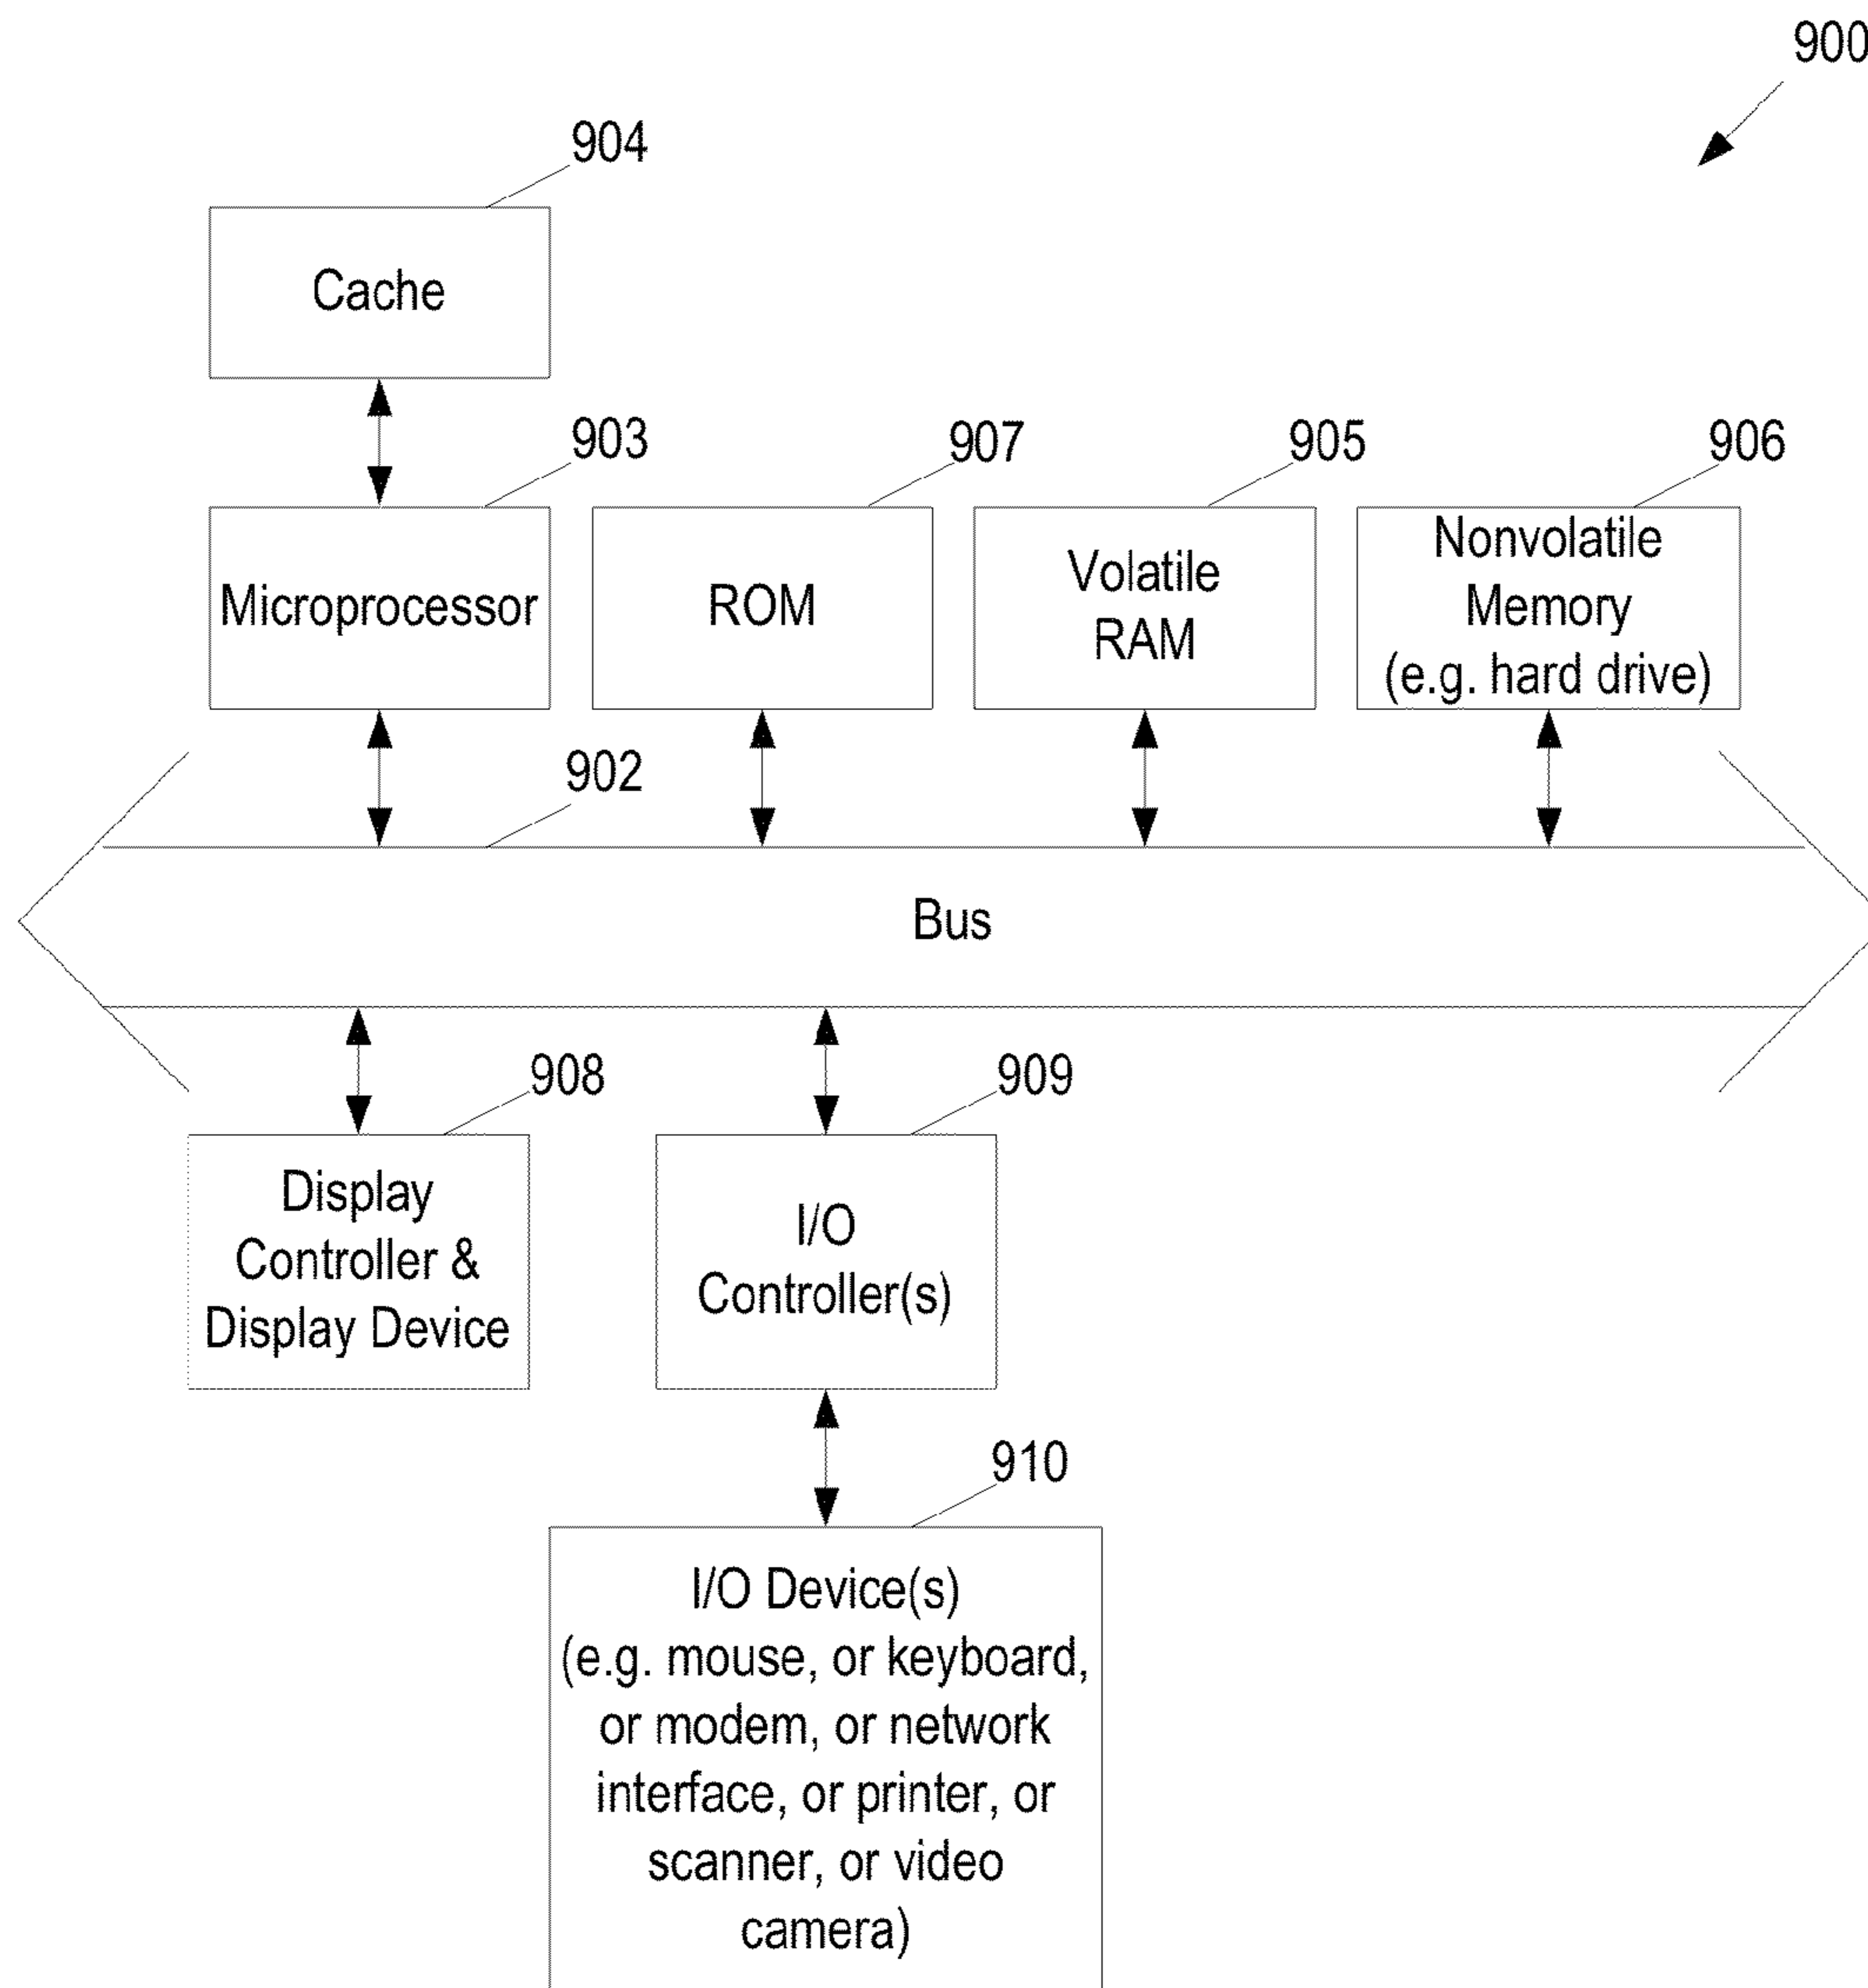 900
904
Cache
903
907
905
906
Microprocessor
ROM
Volatile
RAM
Nonvolatile
Memory
(e.g. hard drive)
902
Bus
908
909
Display
Controller &
Display Device
I/O
Controller(s)
910
I/O Device(s)
(e.g. mouse, or keyboard,
or modem, or network
interface, or printer, or
scanner, or video
camera)